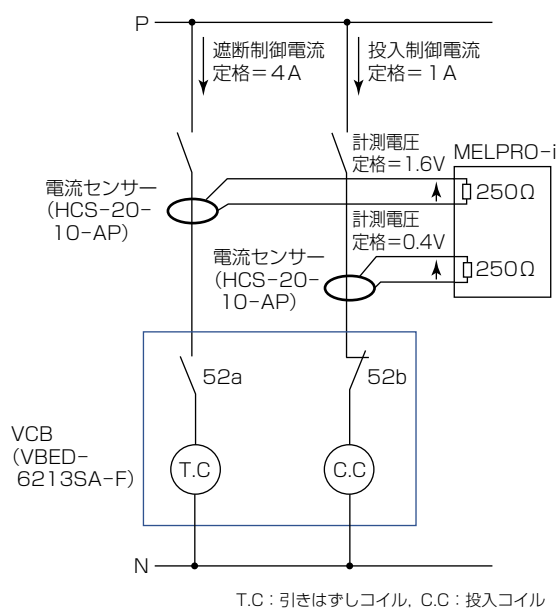 P
遮断制御電流
定格=4A
投入制御電流
定格=1A
計測電圧
定格=1.6V
MELPRO-i
電流センサー
(HCS-20-
10-AP)
250Ω
計測電圧
定格=0.4V
電流センサー
(HCS-20-
10-AP)
250Ω
52a
52b
VCB
(VBED-
6213SA-F)
T.C
C.C
N
T.C：引きはずしコイル, C.C：投入コイル